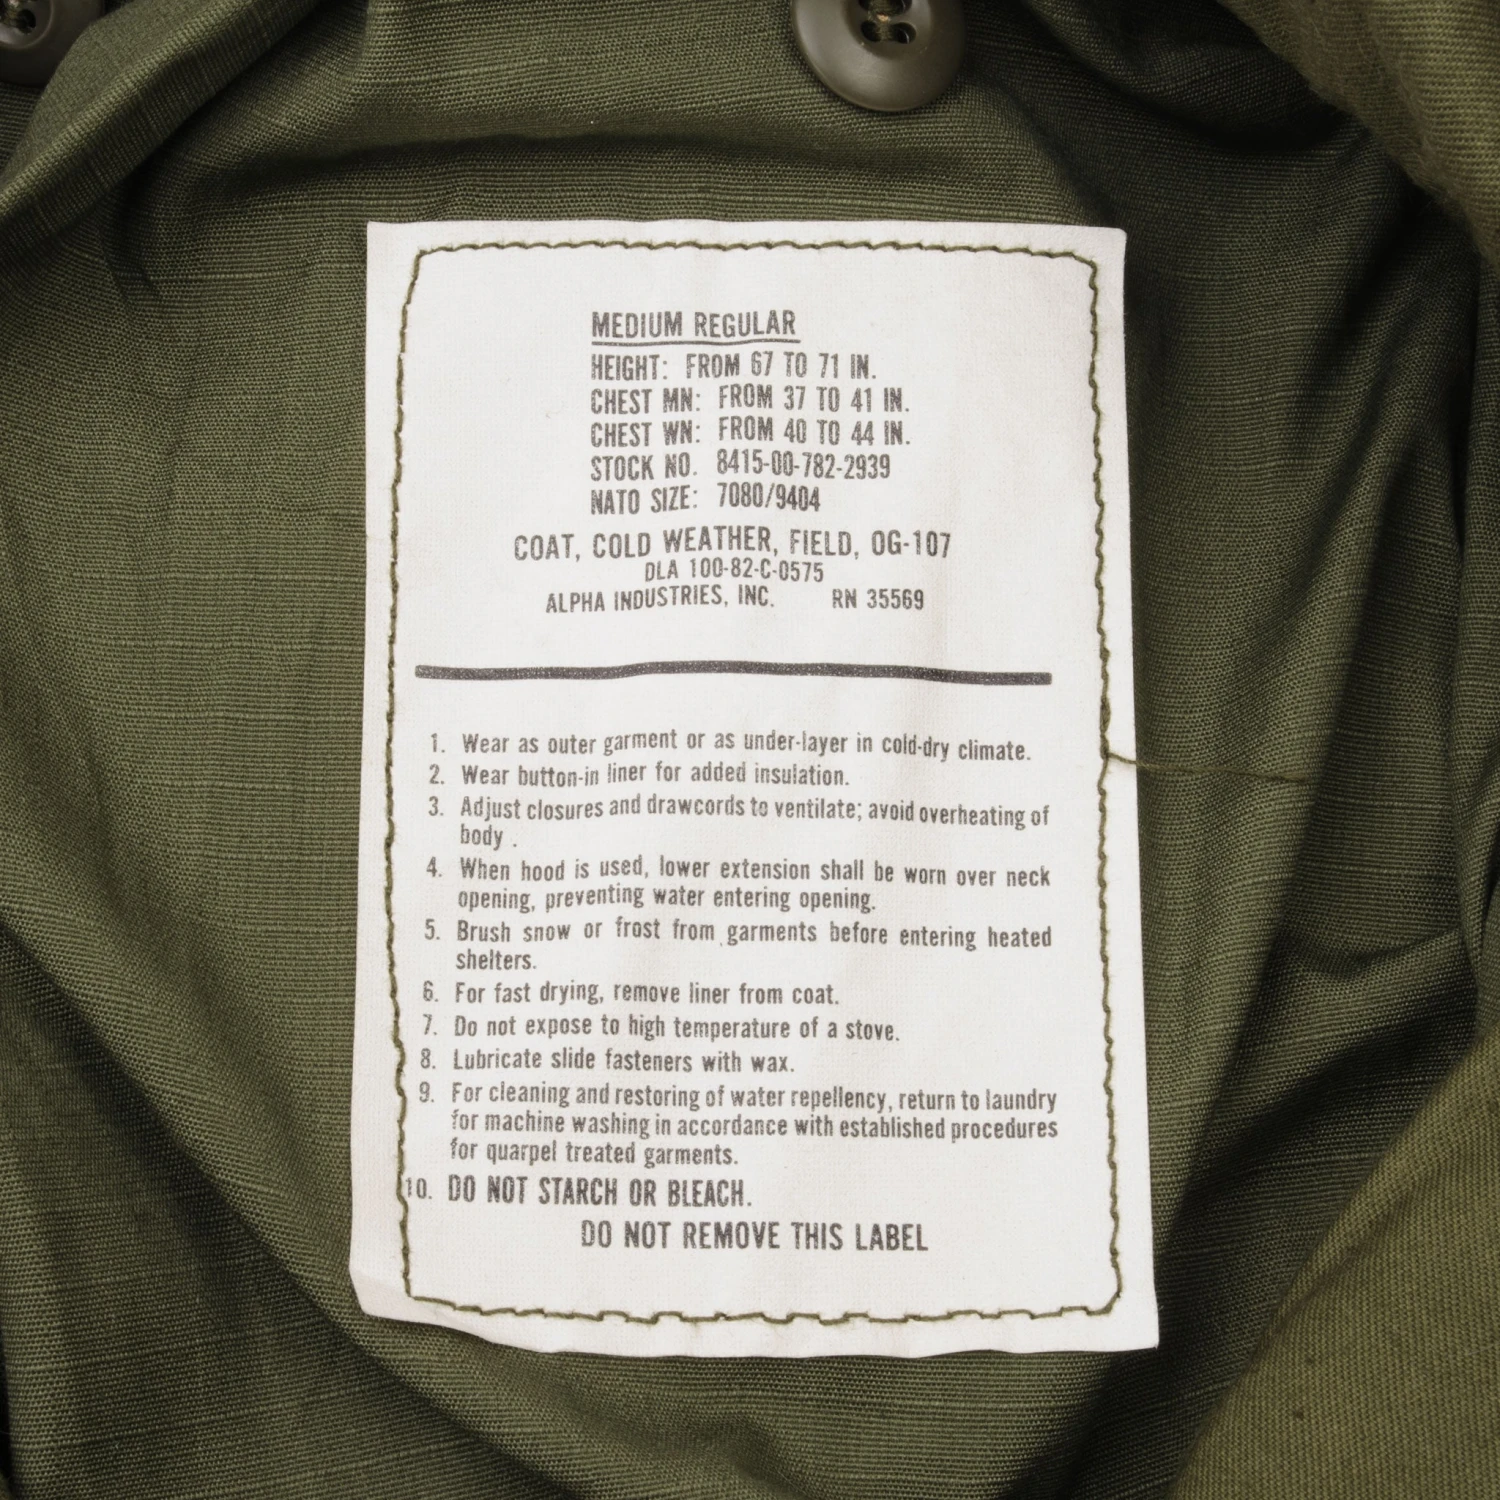 MEDIUM REGULAR
HEIGHT: FROM 67 TO 71 IN.
CHEST MN: FROM 37 TO 41 IN.
CHEST WN: FROM 40 TO 44 IN.
STOCK NO. 8415-00-782-2939
NATO SIZE: 7080/9404
COAT, COLD WEATHER, FIELD, OG-107
DLA 100-82-C-0575
ALPHA INDUSTRIES, INC. RN 35569
1. Wear as outer garment or as under-layer in cold-dry climate.
2. Wear button-in liner for added insulation.
3. Adjust closures and drawcords to ventilate; avoid overheating of
body .
4. When hood is used, lower extension shall be worn over neck
opening, preventing water entering opening.
5. Brush snow or frost from garments before entering heated
shelters.
6. For fast drying, remove liner from coat.
7. Do not expose to high temperature of a stove.
8. Lubricate slide fasteners with wax.
9. For cleaning and restoring of water repellency, return to laundry
for machine washing in accordance with established procedures
for quarpel treated garments.
10. DO NOT STARCH OR BLEACH.
DO NOT REMOVE THIS LABEL